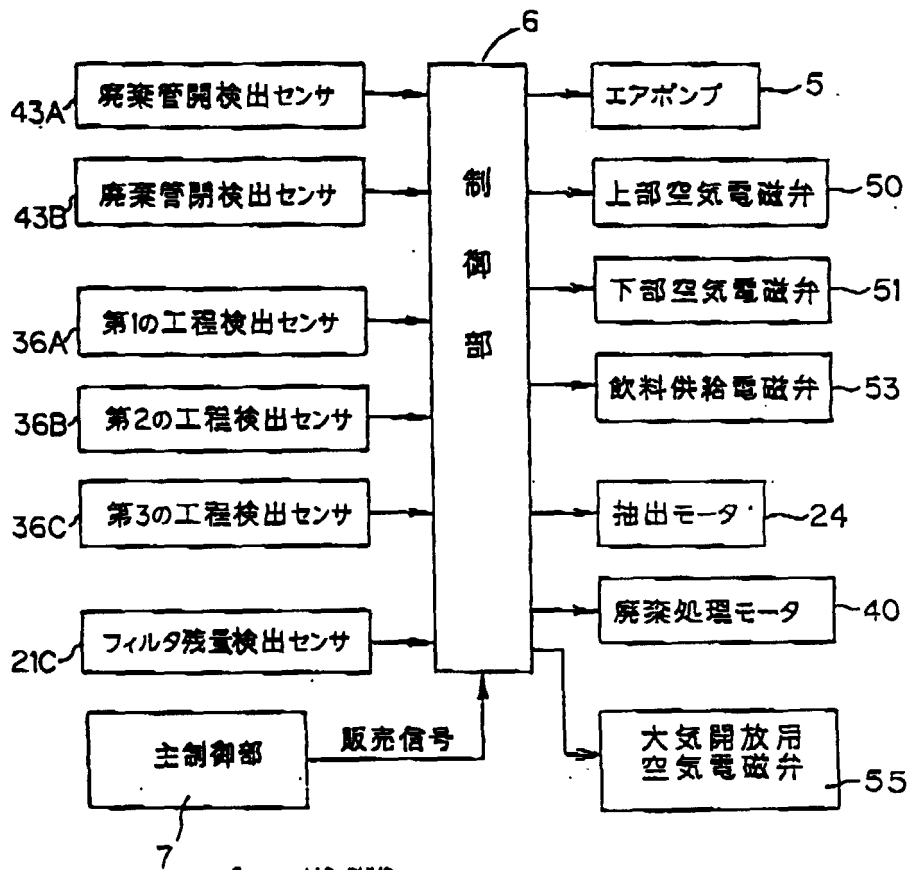 6
43A
廃棄管開検出センサ
43B
廃棄管閉検出センサ
36A
第1の工程検出センサ
36B
第2の工程検出センサ
36C
第3の工程検出センサ
21C
フィルタ残量検出センサ
主制御部
7
販売信号
制御部
エアポンプ
5
上部空気電磁弁
50
下部空気電磁弁
51
飲料供給電磁弁
53
抽出モータ
24
廃棄処理モータ
40
大気開放用
空気電磁弁
55